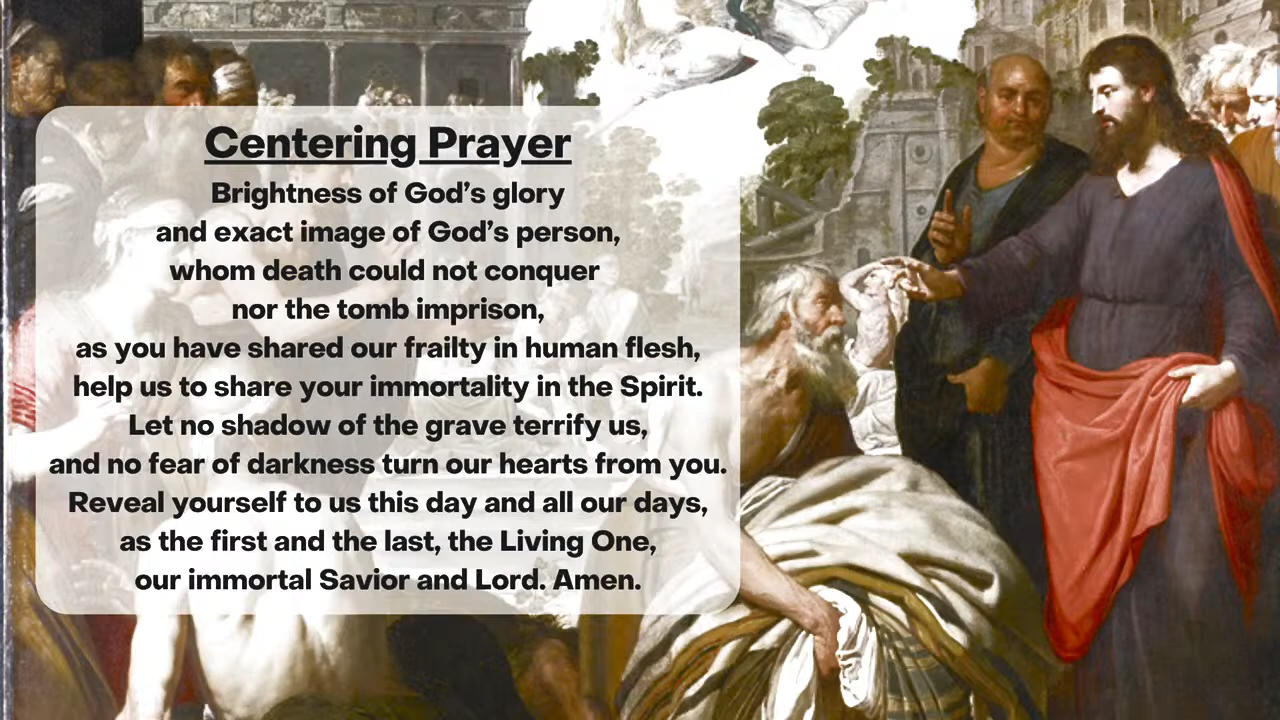 Centering Prayer
Brightness of God’s glory
and exact image of God’s person,
whom death could not conquer
nor the tomb imprison,
as you have shared our frailty in human flesh,
help us to share your immortality in the Spirit.
Let no shadow of the grave terrify us,
and no fear of darkness turn our hearts from you.
Reveal yourself to us this day and all our days,
as the first and the last, the Living One,
our immortal Savior and Lord. Amen.